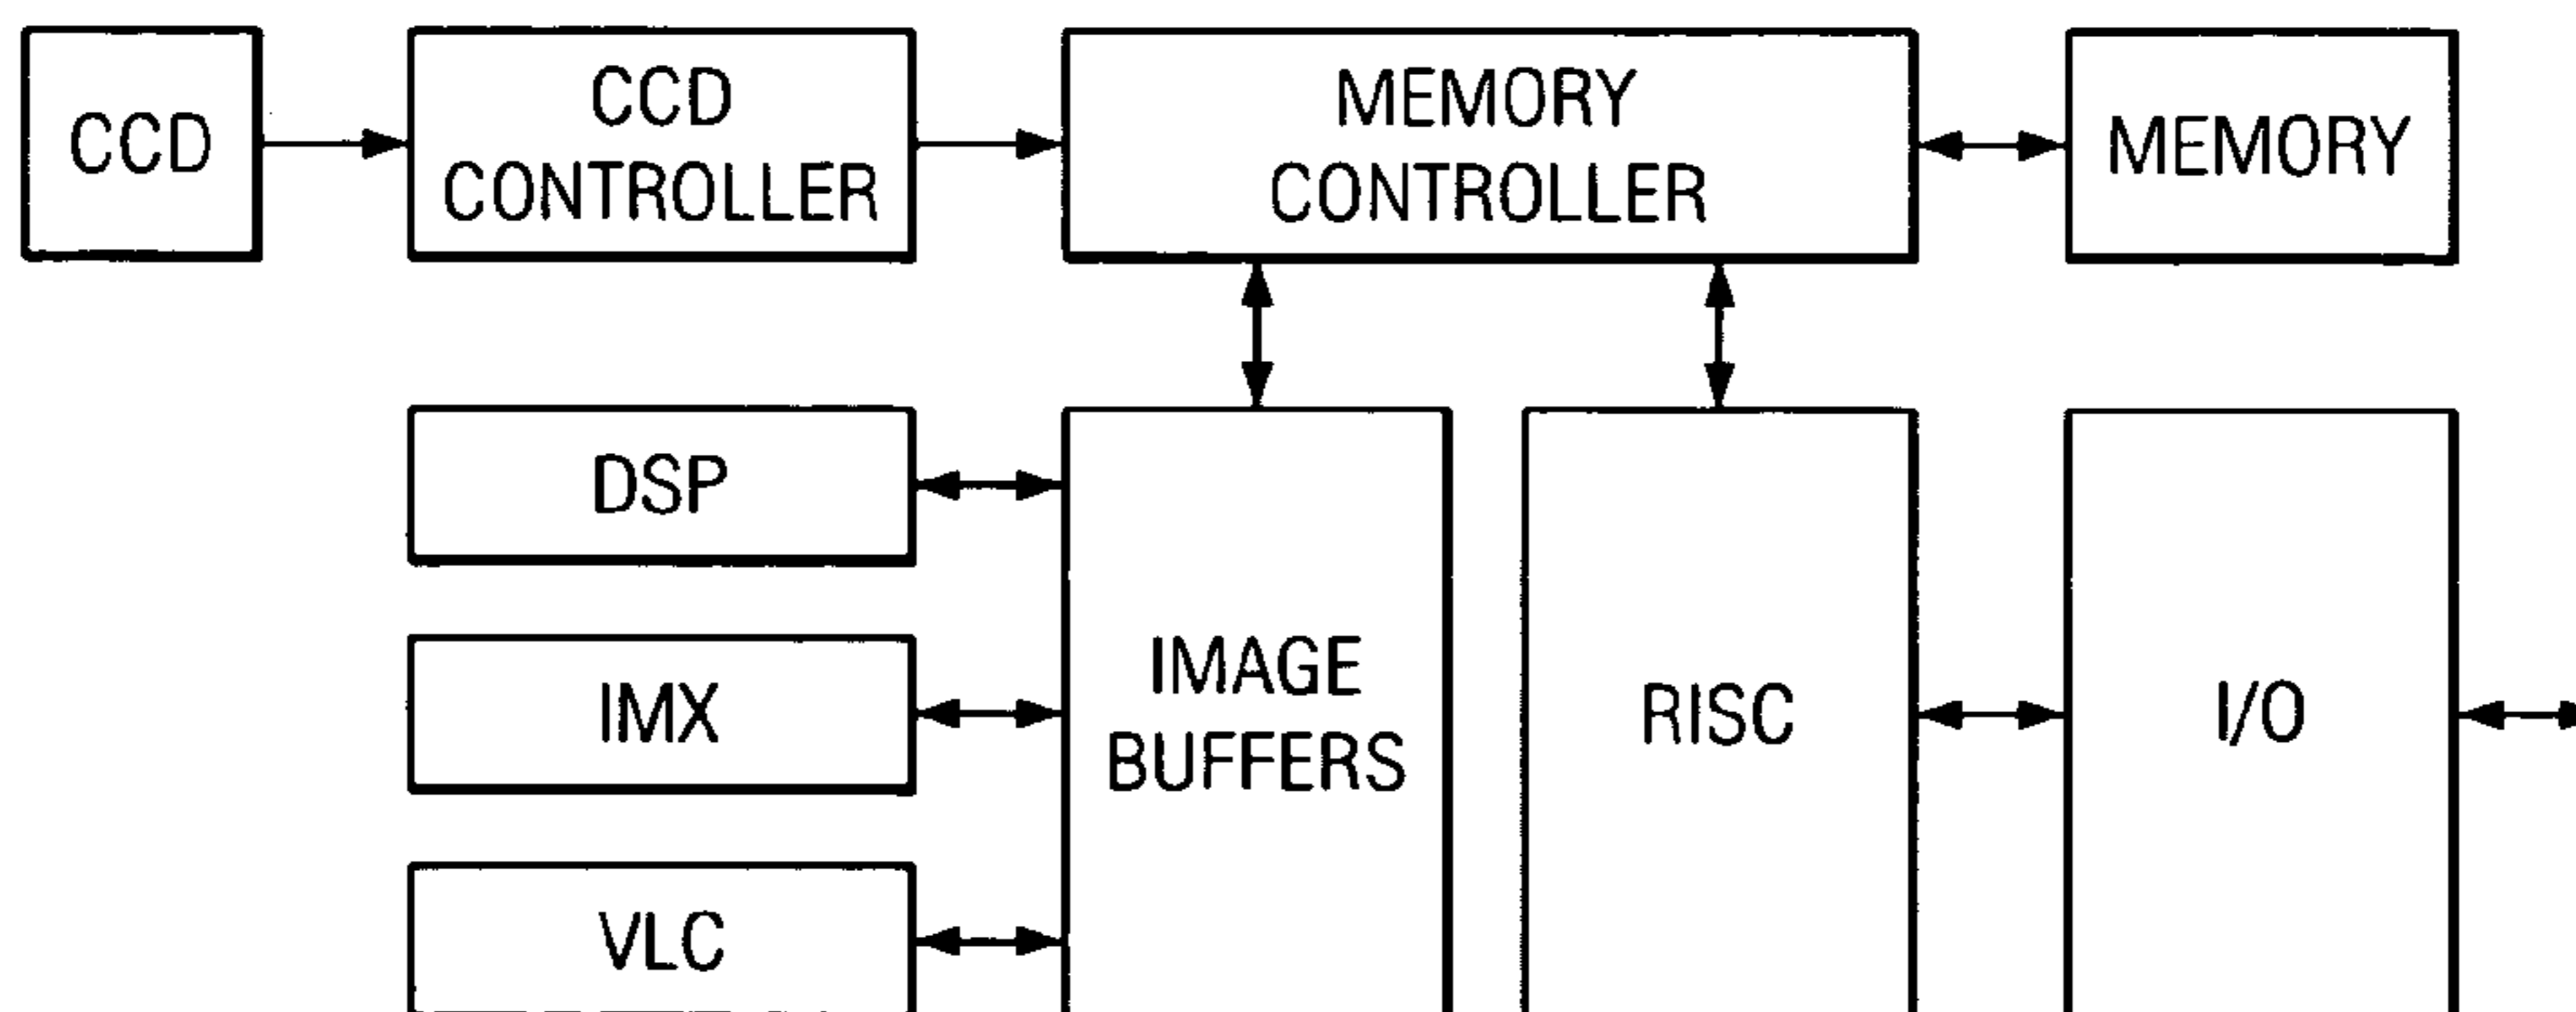 CCD
CCD
CONTROLLER
MEMORY
CONTROLLER
MEMORY
DSP
IMX
VLC
IMAGE
BUFFERS
RISC
I/O